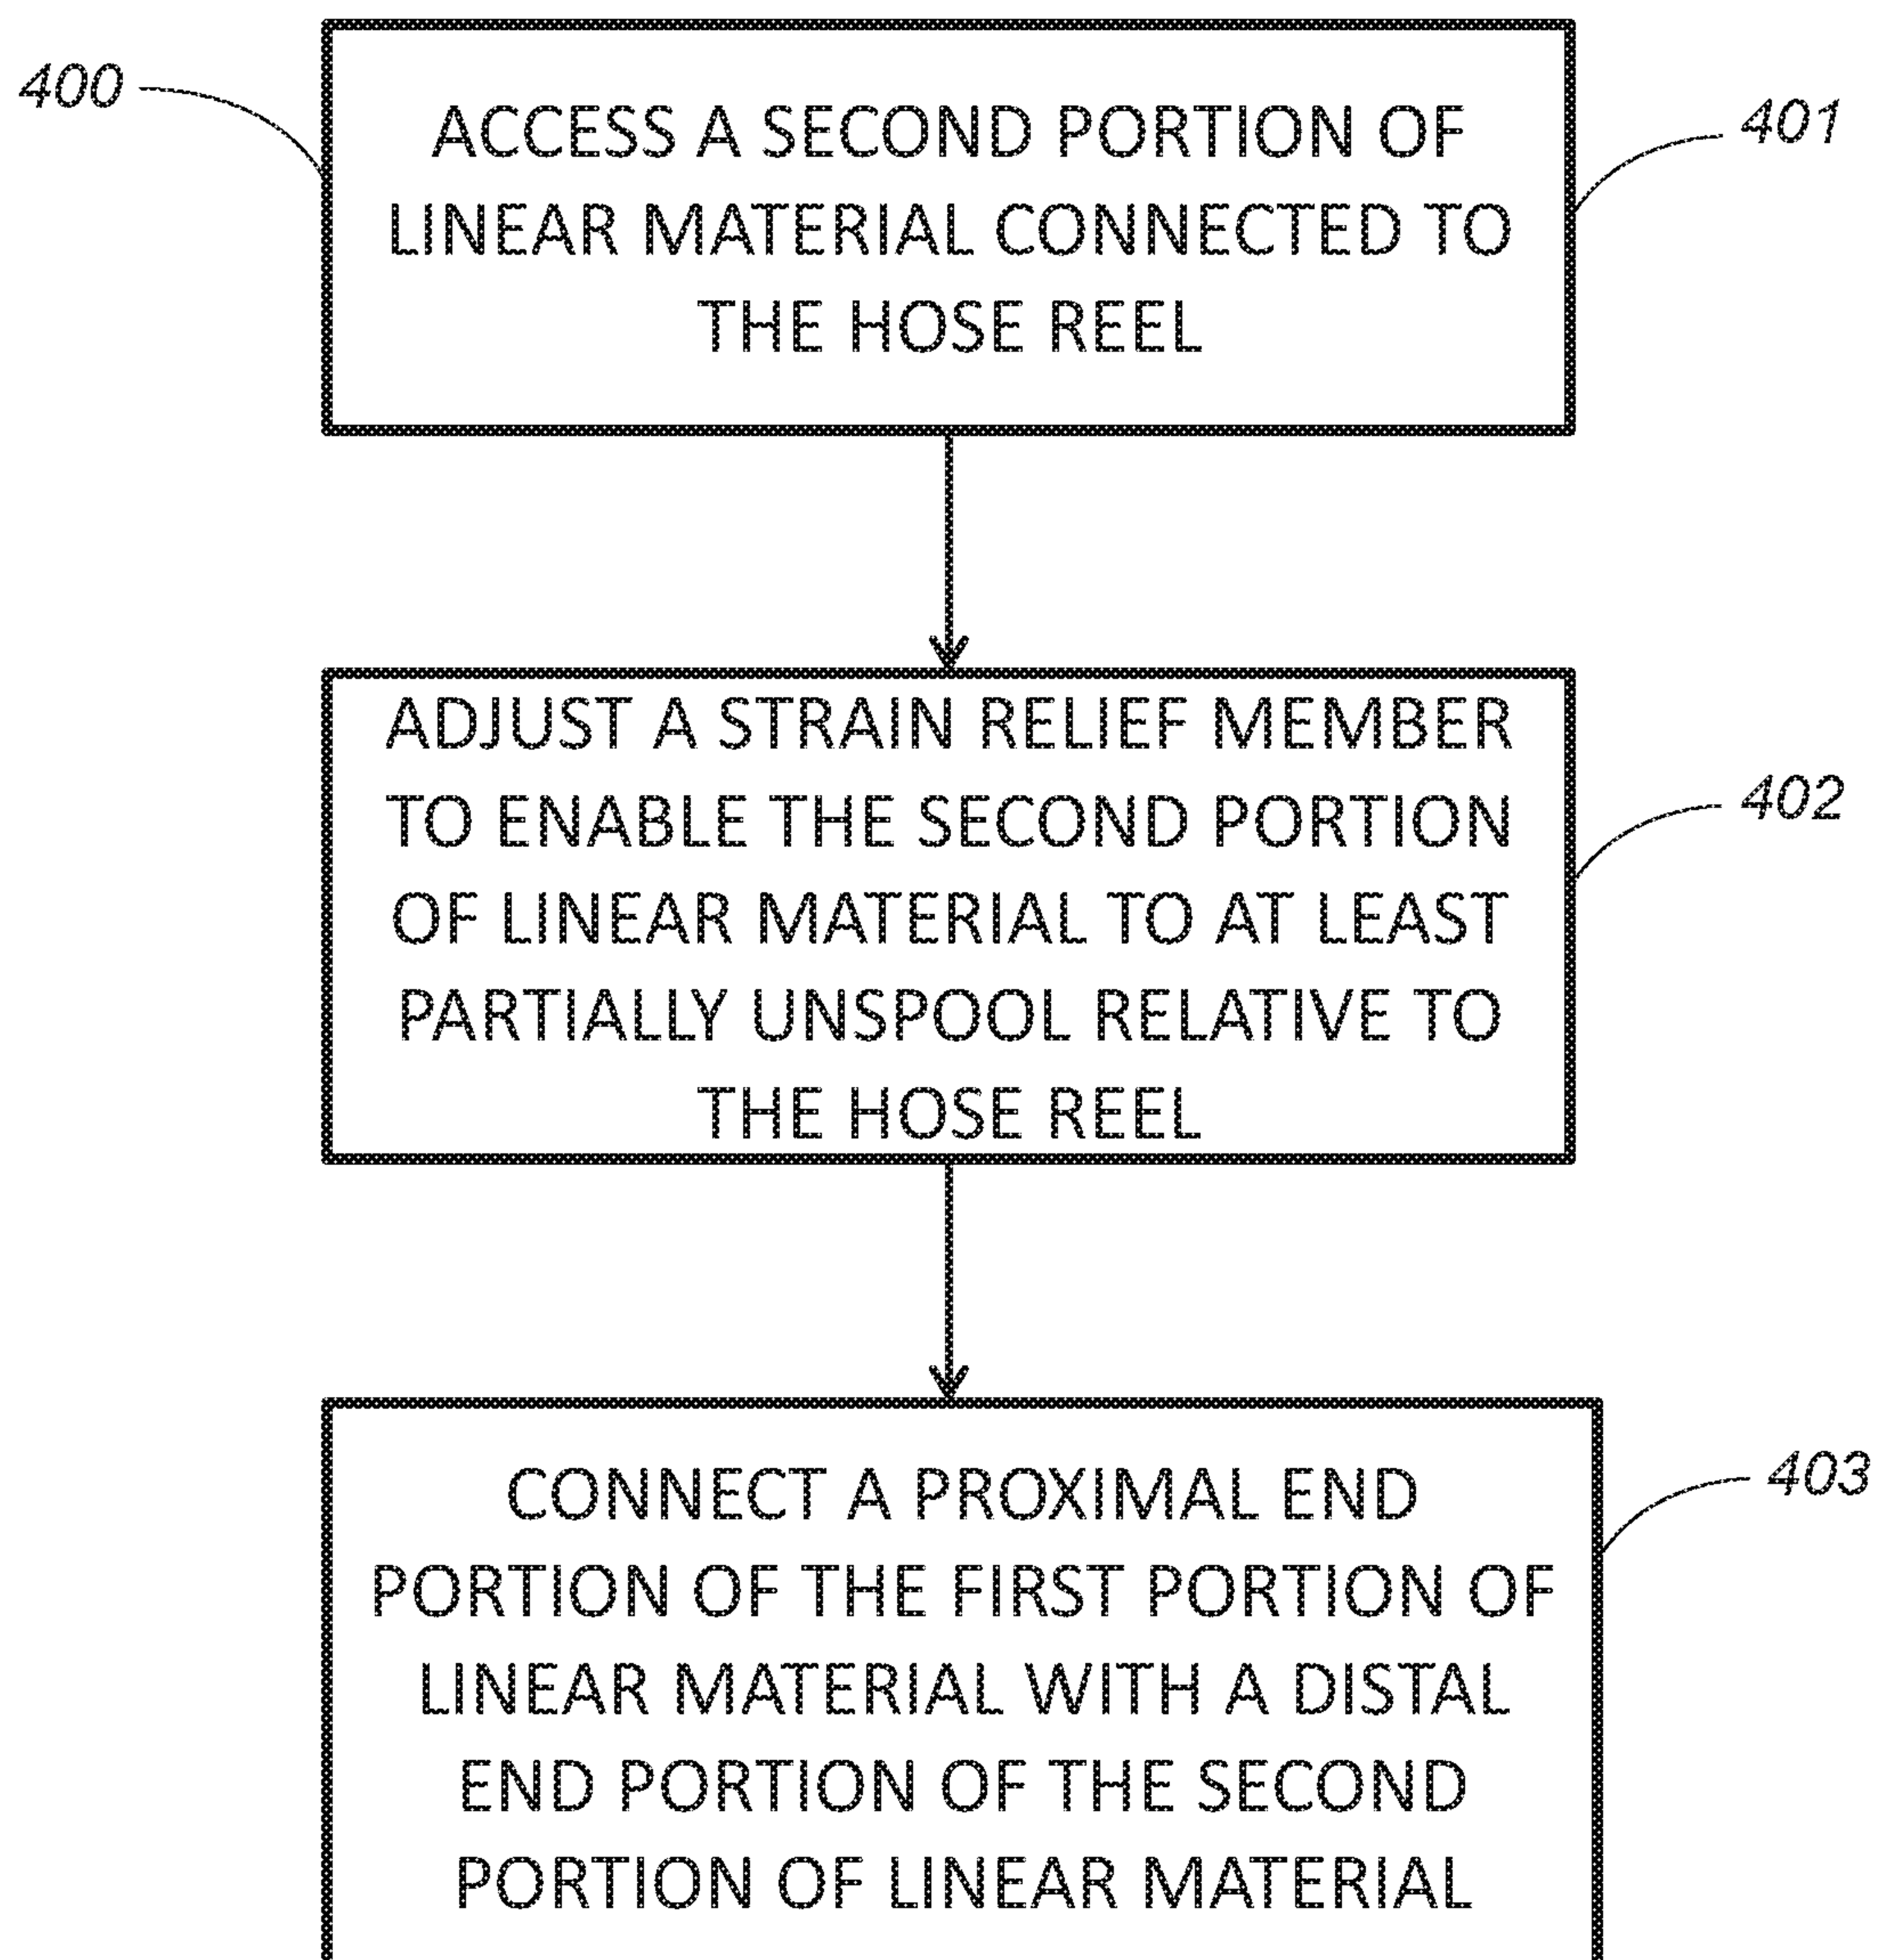 400
ACCESS A SECOND PORTION OF
LINEAR MATERIAL CONNECTED TO
THE HOSE REEL
401
ADJUST A STRAIN RELIEF MEMBER
TO ENABLE THE SECOND PORTION
OF LINEAR MATERIAL TO AT LEAST
PARTIALLY UNSPOOL RELATIVE TO
THE HOSE REEL
402
CONNECT A PROXIMAL END
PORTION OF THE FIRST PORTION OF
LINEAR MATERIAL WITH A DISTAL
END PORTION OF THE SECOND
PORTION OF LINEAR MATERIAL
403